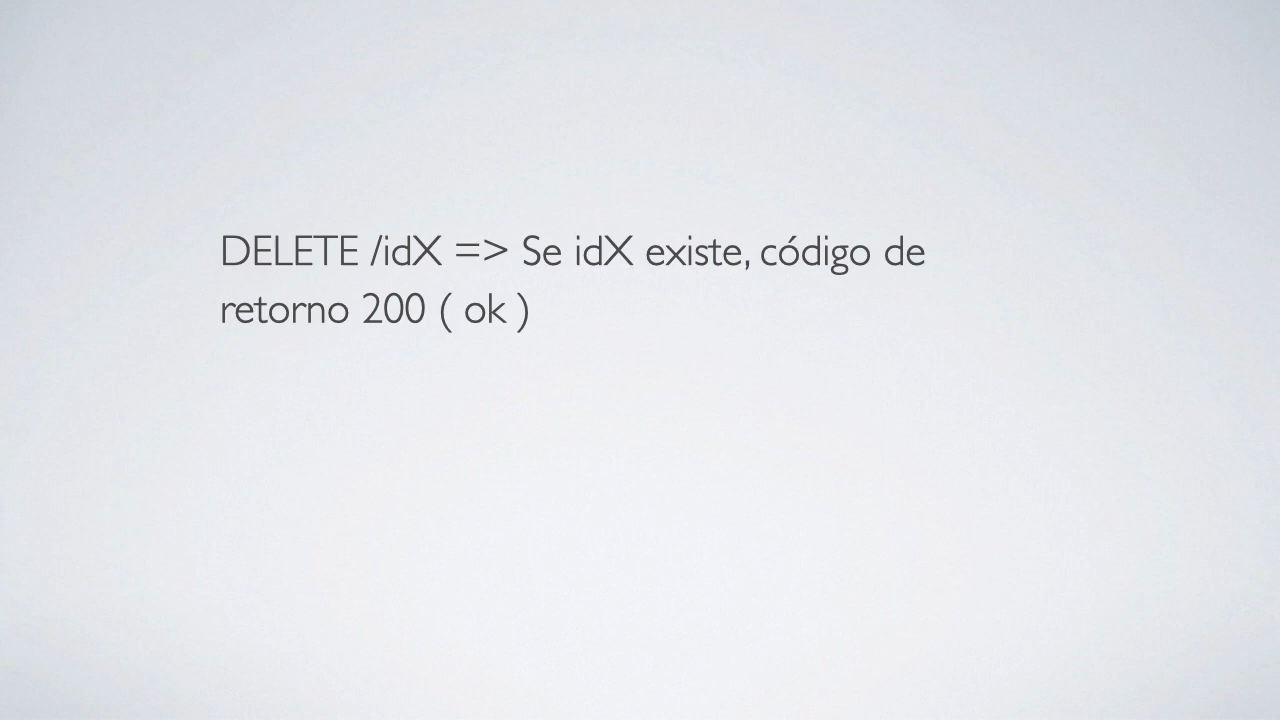 DELETE /idX => Se idX existe, código de
retorno 200 ( ok )